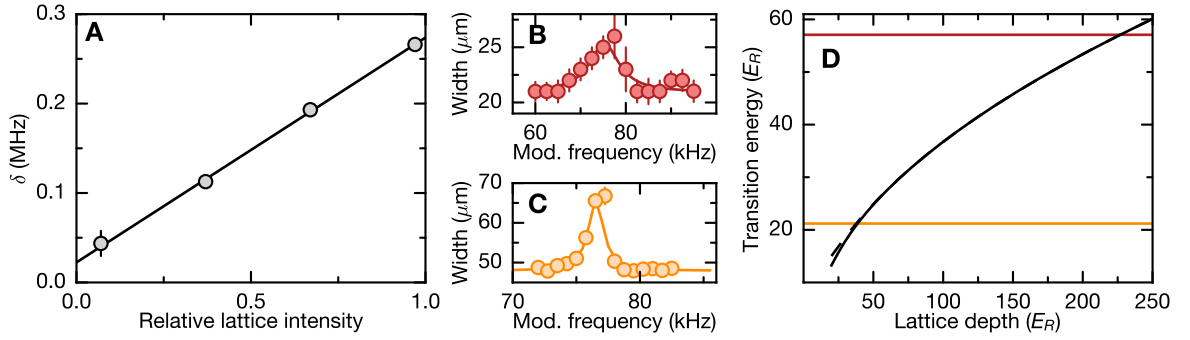 A
0.3
0.2
0.1
0.0
δ (MHz)
0.0 0.5 1.0
Relative lattice intensity
B
25
20
Width (μm)
60 80
Mod. frequency (kHz)
C
70
60
50
Width (μm)
70 80
Mod. frequency (kHz)
D
60
40
20
Transition energy (E_R)
50 100 150 200 250
Lattice depth (E_R)